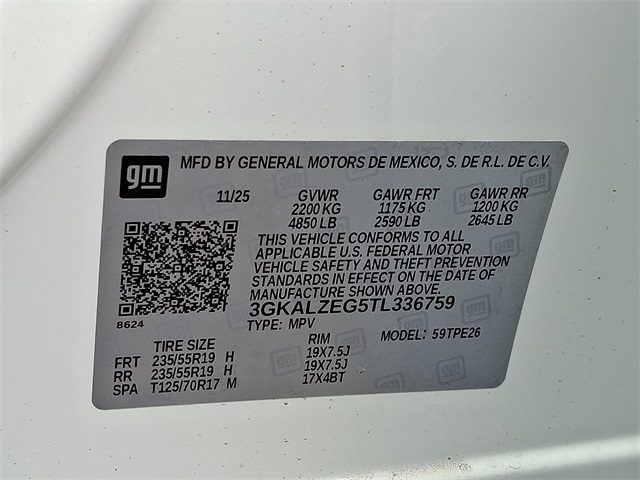 gm MFD BY GENERAL MOTORS DE MEXICO, S. DE R.L. DE C.V.
11/25 GVWR GAWR FRT GAWR RR
2200 KG 1175 KG 1200 KG
4850 LB 2590 LB 2645 LB
THIS VEHICLE CONFORMS TO ALL
APPLICABLE U.S. FEDERAL MOTOR
VEHICLE SAFETY AND THEFT PREVENTION
STANDARDS IN EFFECT ON THE DATE OF
MANUFACTURE SHOWN ABOVE.
3GKALZEG5TL336759
8624
TYPE: MPV MODEL: 59TPE26
TIRE SIZE RIM
FRT 235/55R19 H 19X7.5J
RR 235/55R19 H 19X7.5J
SPA T125/70R17 M 17X4BT